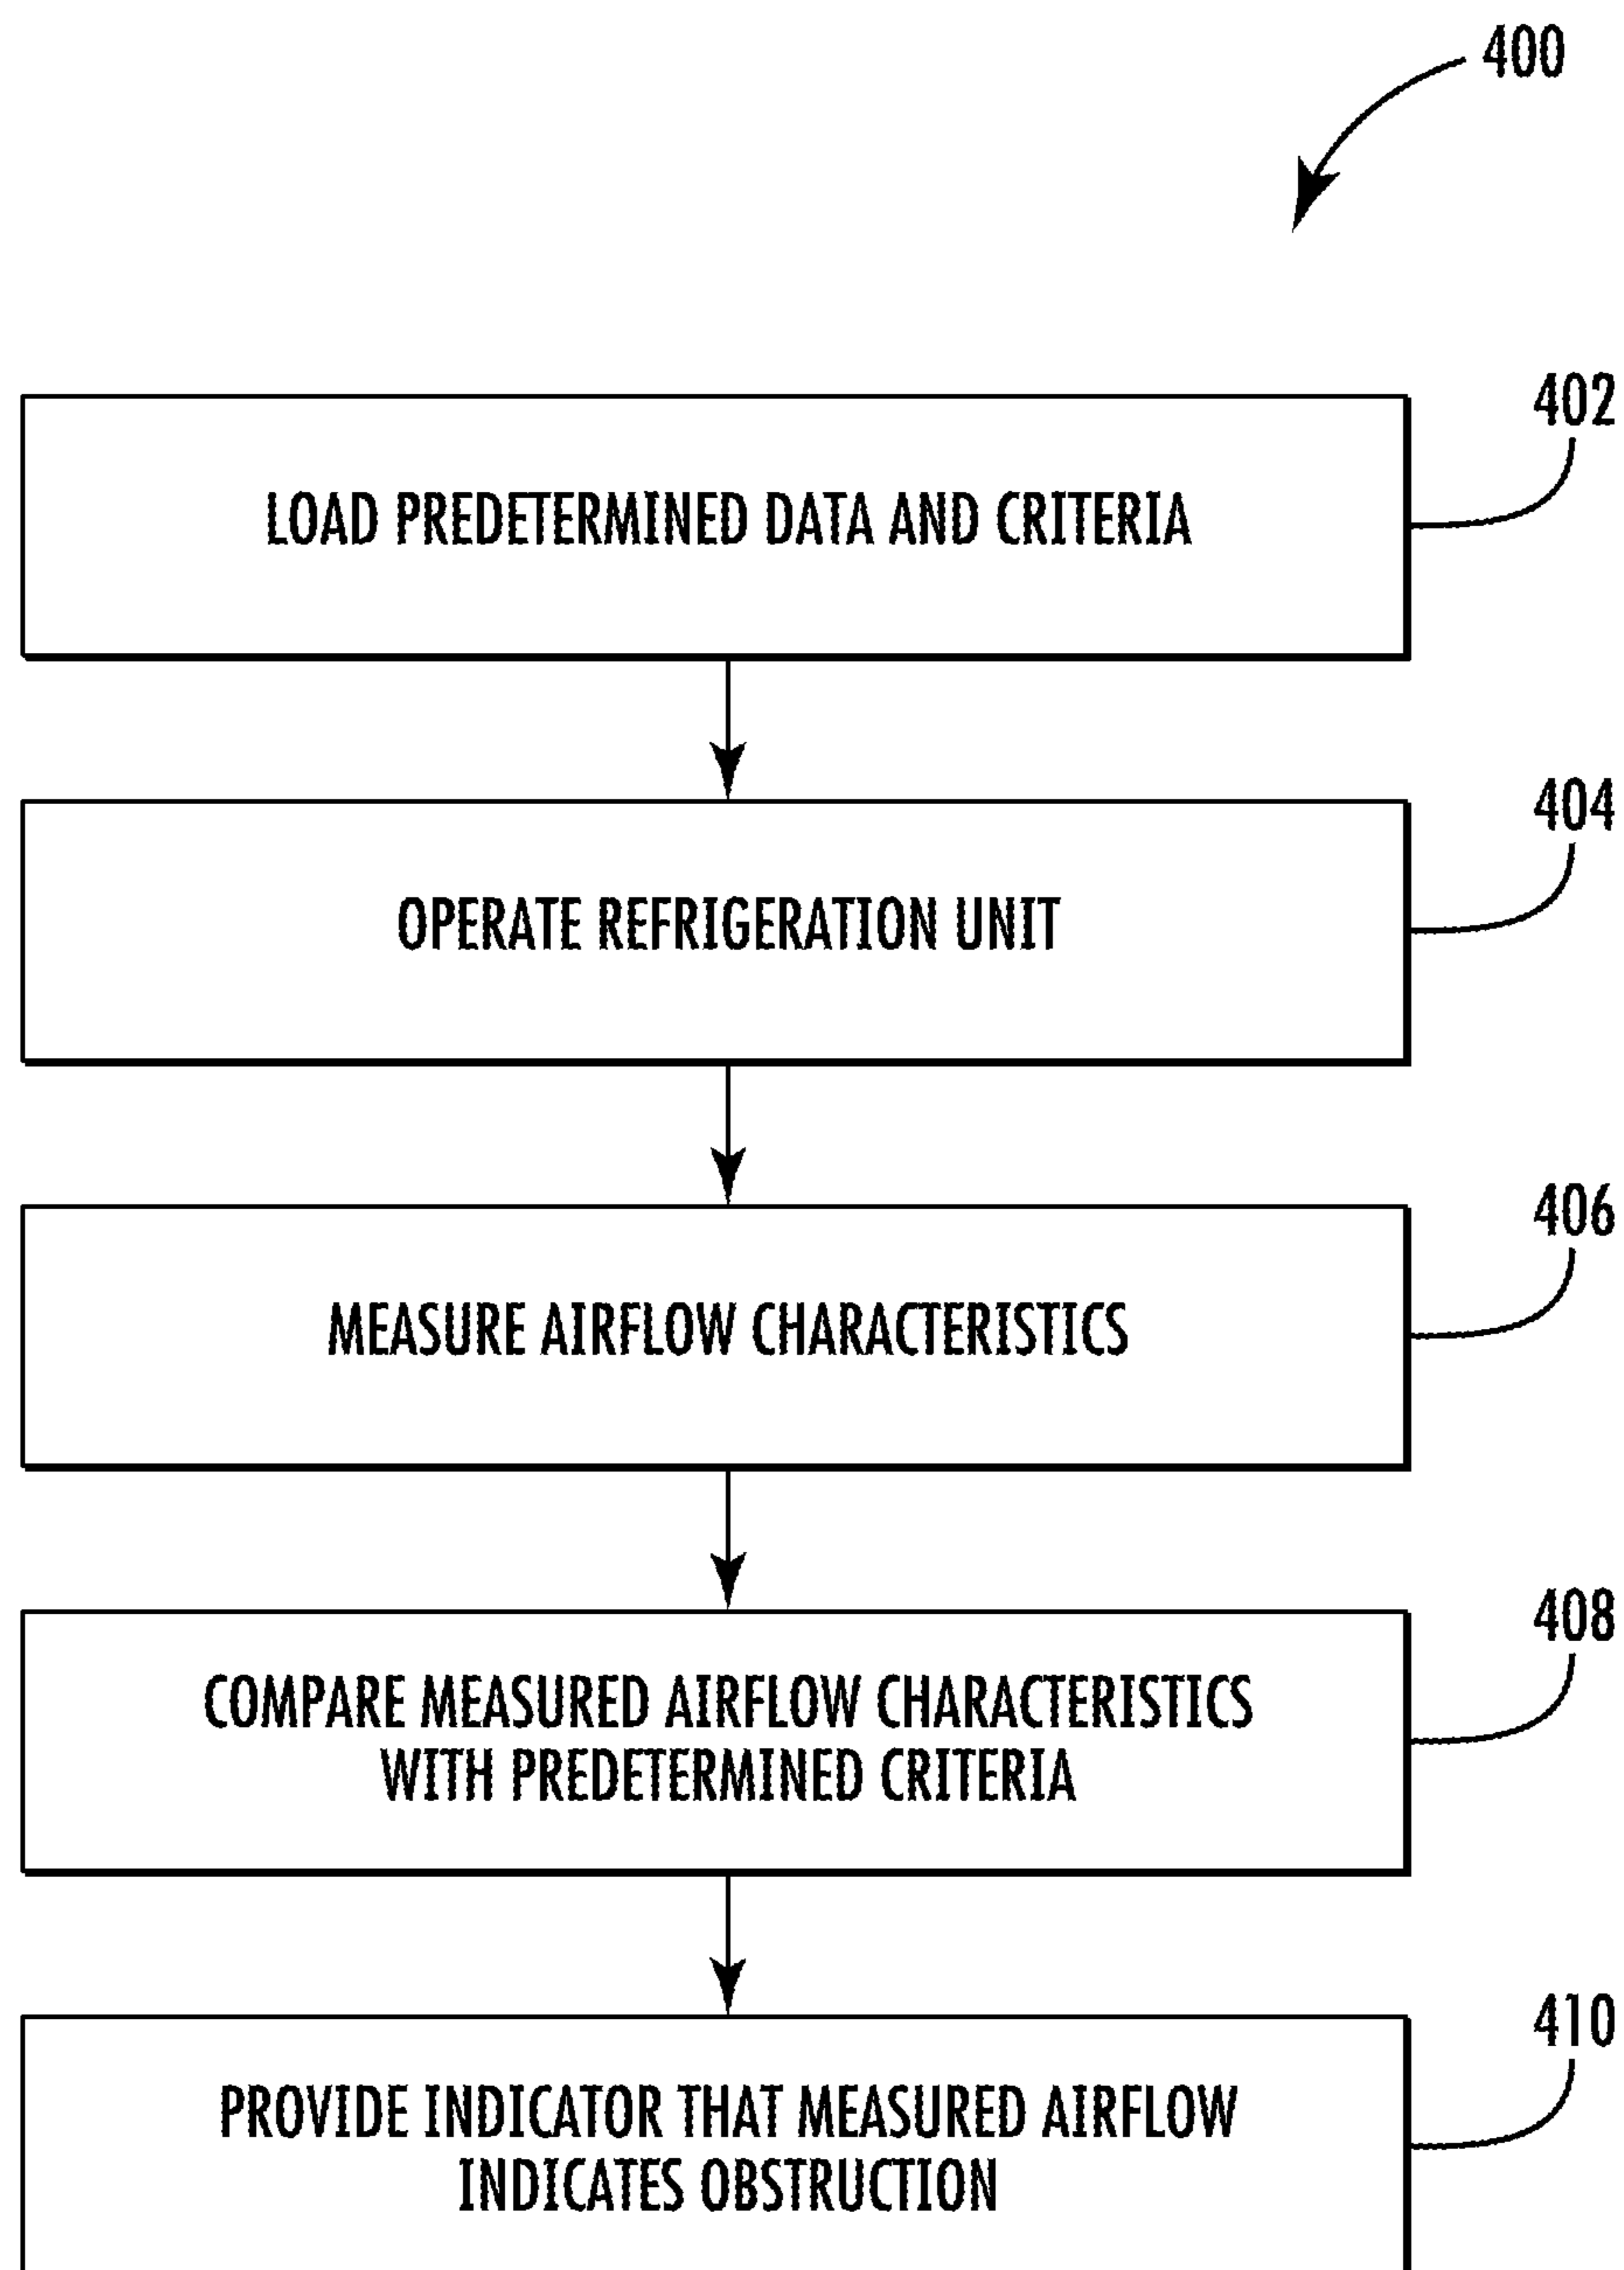 400
402
LOAD PREDETERMINED DATA AND CRITERIA
404
OPERATE REFRIGERATION UNIT
406
MEASURE AIRFLOW CHARACTERISTICS
408
COMPARE MEASURED AIRFLOW CHARACTERISTICS
WITH PREDETERMINED CRITERIA
410
PROVIDE INDICATOR THAT MEASURED AIRFLOW
INDICATES OBSTRUCTION